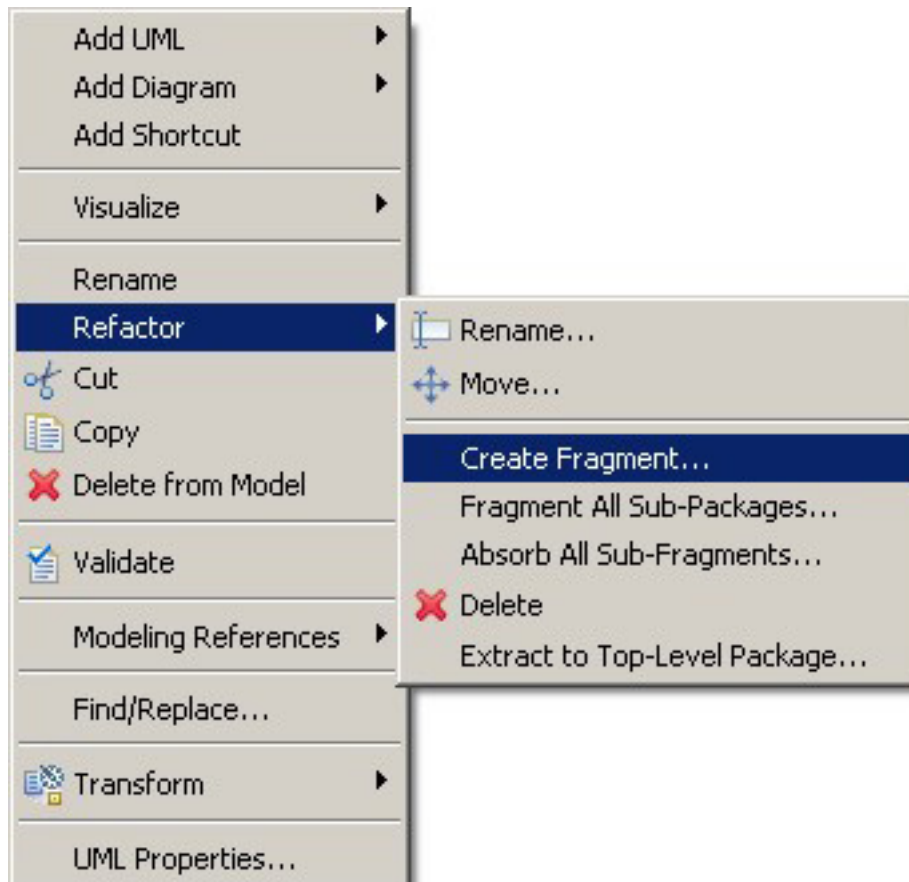 Add UML
Add Diagram
Add Shortcut
Visualize
Rename
Refactor
Cut
Copy
Delete from Model
Validate
Modeling References
Find/Replace...
Transform
UML Properties...
Rename...
Move...
Create Fragment...
Fragment All Sub-Packages...
Absorb All Sub-Fragments...
Delete
Extract to Top-Level Package...